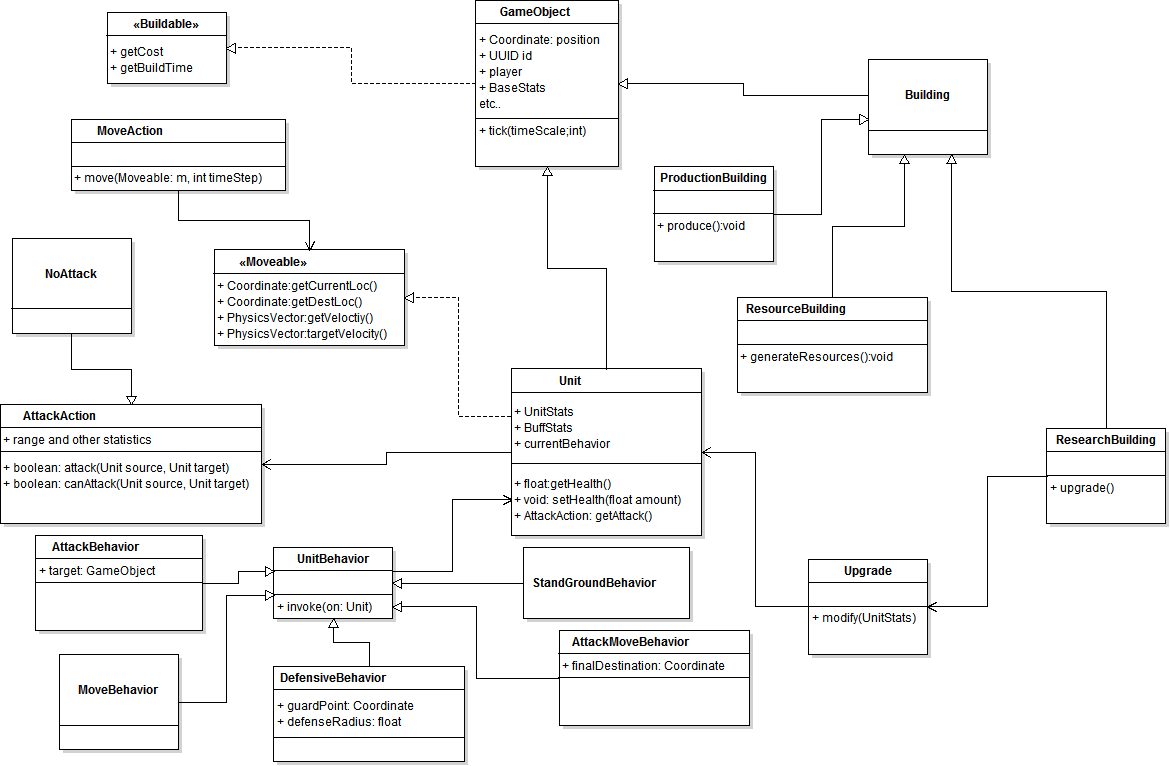 «Buildable»
+ getCost
+ getBuildTime
GameObject
+ Coordinate: position
+ UUID id
+ player
+ BaseStats
etc..
+ tick(timeScale;int)
Building
MoveAction
+ move(Moveable: m, int timeStep)
ProductionBuilding
+ produce():void
NoAttack
«Moveable»
+ Coordinate:getCurrentLoc()
+ Coordinate:getDestLoc()
+ PhysicsVector:getVeloctiy()
+ PhysicsVector:targetVelocity()
ResourceBuilding
+ generateResources():void
Unit
+ UnitStats
+ BuffStats
+ currentBehavior
+ float:getHealth()
+ void: setHealth(float amount)
+ AttackAction: getAttack()
AttackAction
+ range and other statistics
+ boolean: attack(Unit source, Unit target)
+ boolean: canAttack(Unit source, Unit target)
ResearchBuilding
+ upgrade()
AttackBehavior
+ target: GameObject
UnitBehavior
+ invoke(on: Unit)
StandGroundBehavior
Upgrade
+ modify(UnitStats)
MoveBehavior
DefensiveBehavior
+ guardPoint: Coordinate
+ defenseRadius: float
AttackMoveBehavior
+ finalDestination: Coordinate